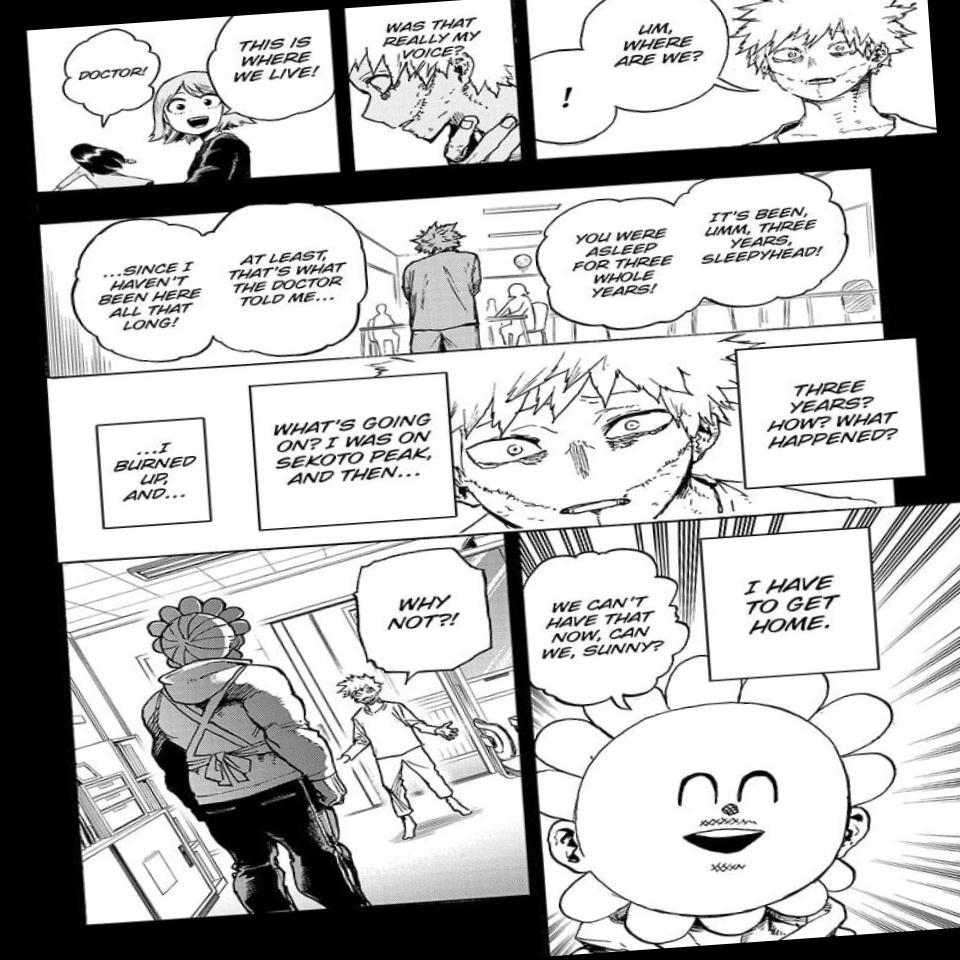 UM,
WHERE
ARE WE?
!
WAS THAT
REALLY MY
VOICE?
THIS IS
WHERE
WE LIVE!
DOCTOR!
IT'S BEEN,
UMM, THREE
YEARS,
SLEEPYHEAD!
YOU WERE
ASLEEP
FOR THREE
WHOLE
YEARS!
AT LEAST,
THAT'S WHAT
THE DOCTOR
TOLD ME...
...SINCE I
HAVEN'T
BEEN HERE
ALL THAT
LONG!
THREE
YEARS?
HOW? WHAT
HAPPENED?
WHAT'S GOING
ON? I WAS ON
SEKOTO PEAK,
AND THEN...
...I
BURNED
UP,
AND...
I HAVE
TO GET
HOME.
WE CAN'T
HAVE THAT
NOW, CAN
WE, SUNNY?
WHY
NOT?!